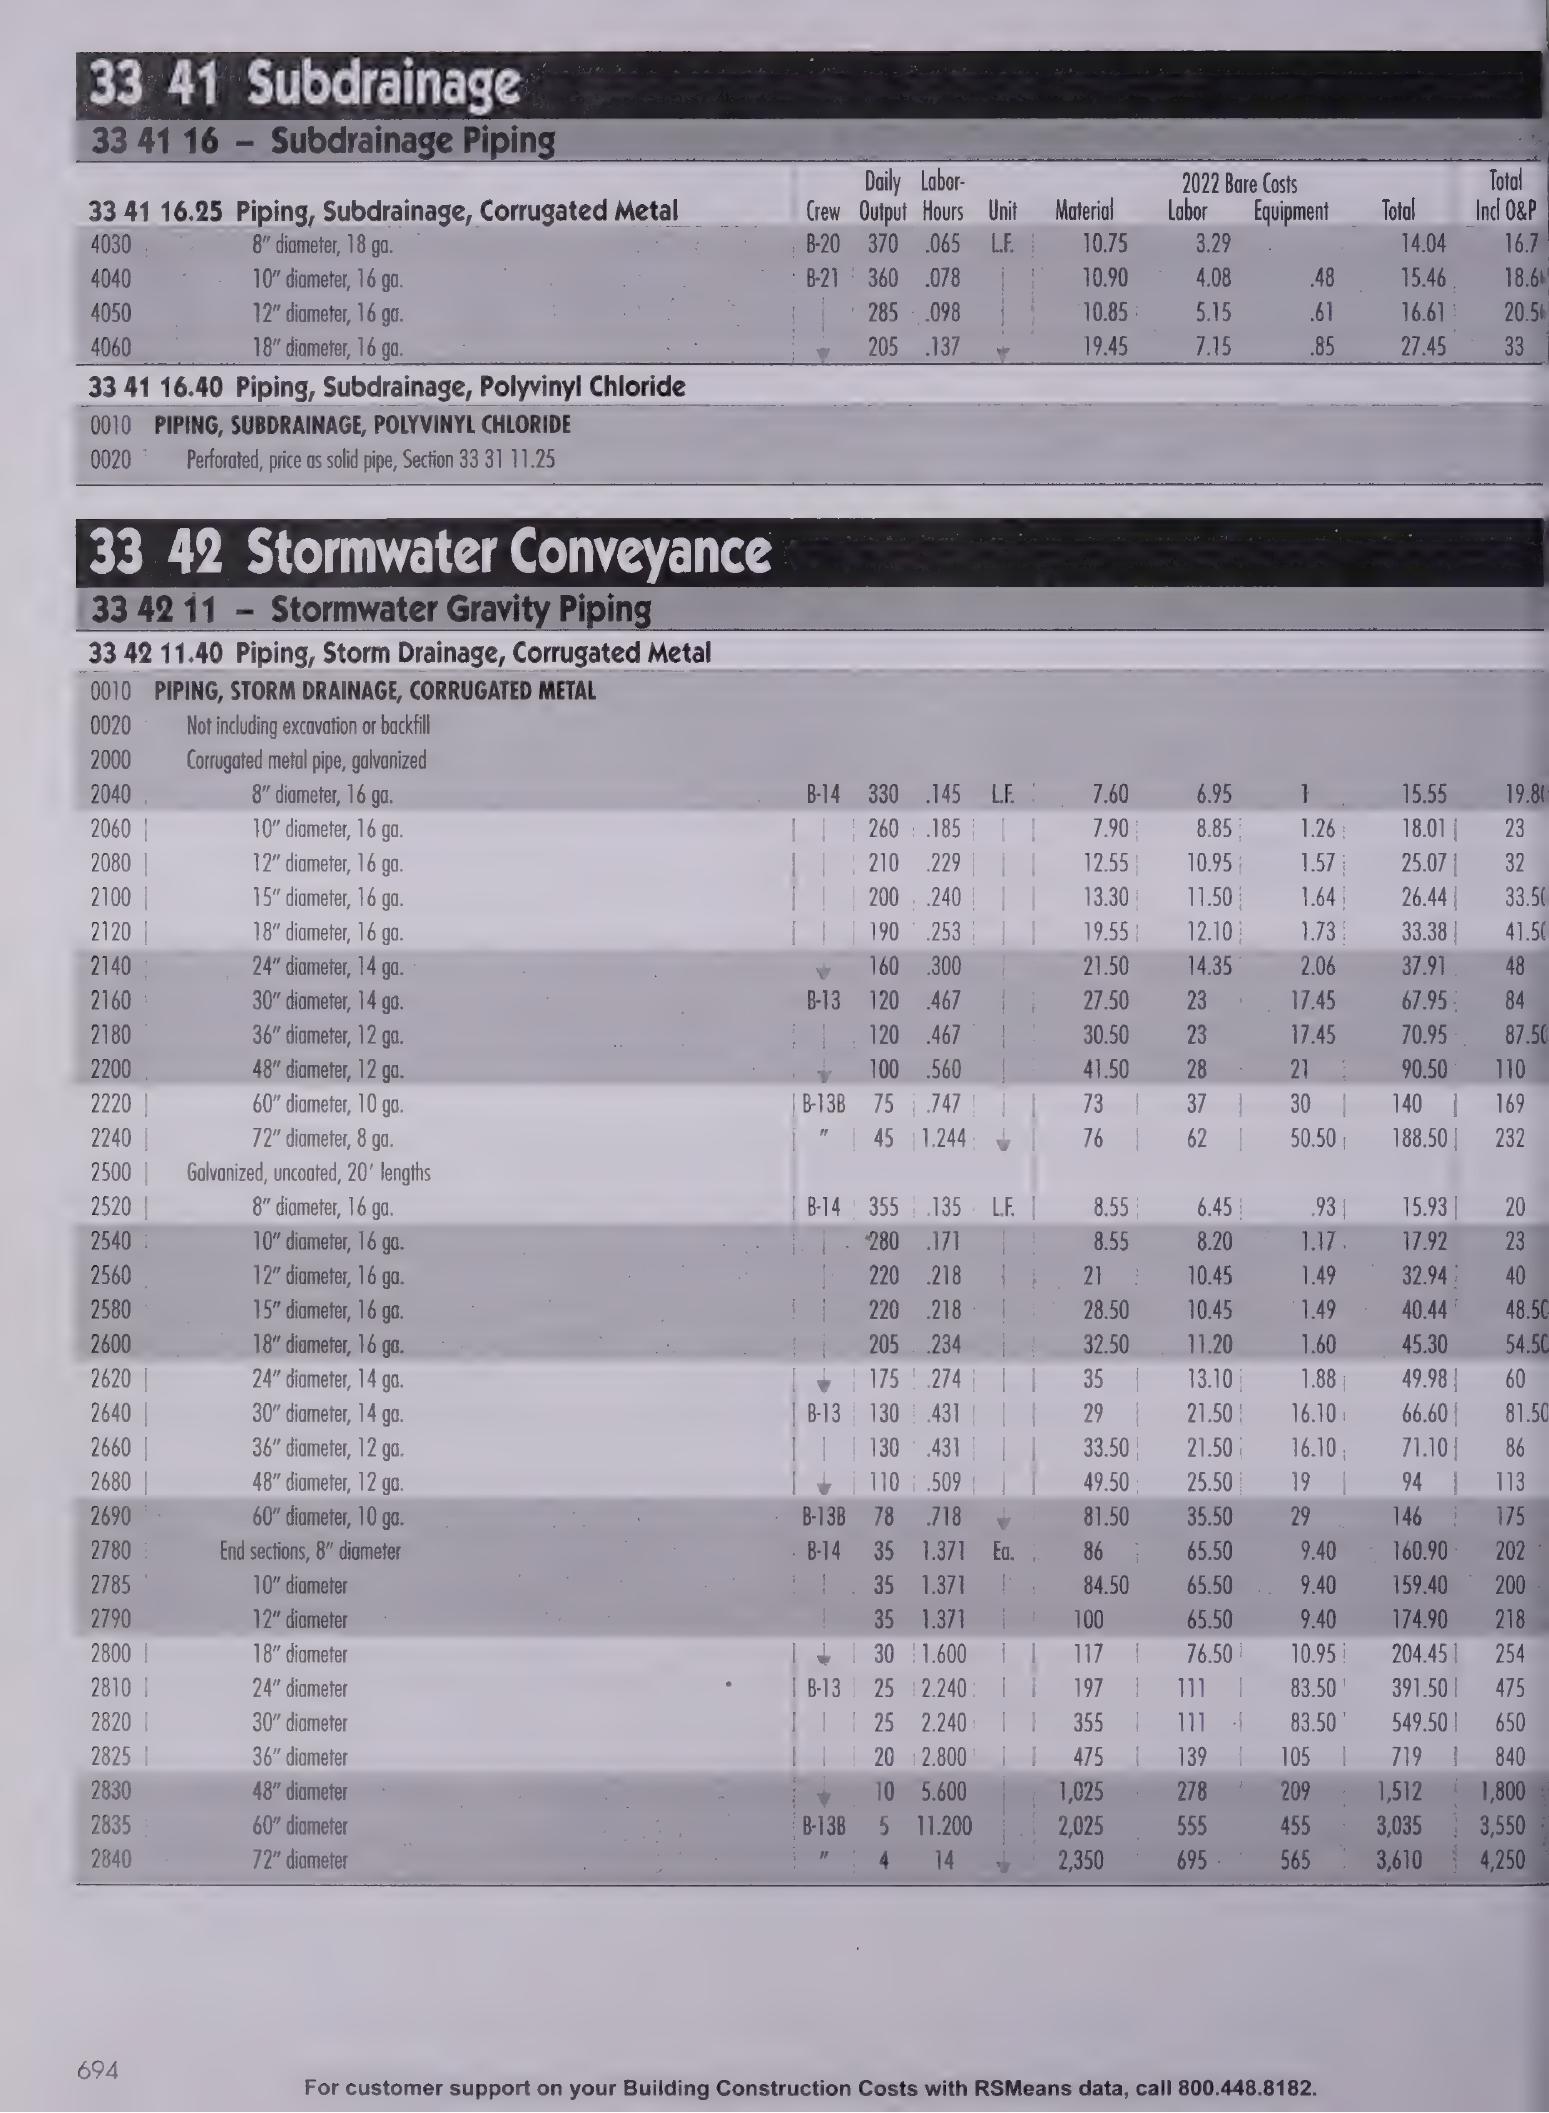 33 41 Subdrainage
33 41 16 – Subdrainage Piping
Daily Labor- 2022 Bare Costs Total
33 41 16.25 Piping, Subdrainage, Corrugated Metal Crew Output Hours Unit Material Labor Equipment Total Incl O&P
4030 8" diameter, 18 ga. B-20 370 .065 L.F. 10.75 3.29 14.04 16.7
4040 10" diameter, 16 ga. B-21 360 .078 10.90 4.08 .48 15.46 18.6
4050 12" diameter, 16 ga. 285 .098 10.85 5.15 .61 16.61 20.5
4060 18" diameter, 16 ga. 205 .137 19.45 7.15 .85 27.45 33
33 41 16.40 Piping, Subdrainage, Polyvinyl Chloride
0010 PIPING, SUBDRAINAGE, POLYVINYL CHLORIDE
0020 Perforated, price as solid pipe, Section 33 31 11.25
33 42 Stormwater Conveyance
33 42 11 – Stormwater Gravity Piping
33 42 11.40 Piping, Storm Drainage, Corrugated Metal
0010 PIPING, STORM DRAINAGE, CORRUGATED METAL
0020 Not including excavation or backfill
2000 Corrugated metal pipe, galvanized
2040 8" diameter, 16 ga. B-14 330 .145 L.F. 7.60 6.95 1 15.55 19.80
2060 10" diameter, 16 ga. 260 .185 7.90 8.85 1.26 18.01 23
2080 12" diameter, 16 ga. 210 .229 12.55 10.95 1.57 25.07 32
2100 15" diameter, 16 ga. 200 .240 13.30 11.50 1.64 26.44 33.50
2120 18" diameter, 16 ga. 190 .253 19.55 12.10 1.73 33.38 41.50
2140 24" diameter, 14 ga. 160 .300 21.50 14.35 2.06 37.91 48
2160 30" diameter, 14 ga. B-13 120 .467 27.50 23 17.45 67.95 84
2180 36" diameter, 12 ga. 120 .467 30.50 23 17.45 70.95 87.50
2200 48" diameter, 12 ga. 100 .560 41.50 28 21 90.50 110
2220 60" diameter, 10 ga. B-13B 75 .747 73 37 30 140 169
2240 72" diameter, 8 ga. " 45 1.244 76 62 50.50 188.50 232
2500 Galvanized, uncoated, 20' lengths
2520 8" diameter, 16 ga. B-14 355 .135 L.F. 8.55 6.45 .93 15.93 20
2540 10" diameter, 16 ga. 280 .171 8.55 8.20 1.17 17.92 23
2560 12" diameter, 16 ga. 220 .218 21 10.45 1.49 32.94 40
2580 15" diameter, 16 ga. 220 .218 28.50 10.45 1.49 40.44 48.50
2600 18" diameter, 16 ga. 205 .234 32.50 11.20 1.60 45.30 54.50
2620 24" diameter, 14 ga. 175 .274 35 13.10 1.88 49.98 60
2640 30" diameter, 14 ga. B-13 130 .431 29 21.50 16.10 66.60 81.50
2660 36" diameter, 12 ga. 130 .431 33.50 21.50 16.10 71.10 86
2680 48" diameter, 12 ga. 110 .509 49.50 25.50 19 94 113
2690 60" diameter, 10 ga. B-13B 78 .718 81.50 35.50 29 146 175
2780 End sections, 8" diameter B-14 35 1.371 Ea. 86 65.50 9.40 160.90 202
2785 10" diameter 35 1.371 84.50 65.50 9.40 159.40 200
2790 12" diameter 35 1.371 100 65.50 9.40 174.90 218
2800 18" diameter 30 1.600 117 76.50 10.95 204.45 254
2810 24" diameter B-13 25 2.240 197 111 83.50 391.50 475
2820 30" diameter 25 2.240 355 111 83.50 549.50 650
2825 36" diameter 20 2.800 475 139 105 719 840
2830 48" diameter 10 5.600 1,025 278 209 1,512 1,800
2835 60" diameter B-13B 5 11.200 2,025 555 455 3,035 3,550
2840 72" diameter " 4 14 2,350 695 565 3,610 4,250
694
For customer support on your Building Construction Costs with RSMeans data, call 800.448.8182.